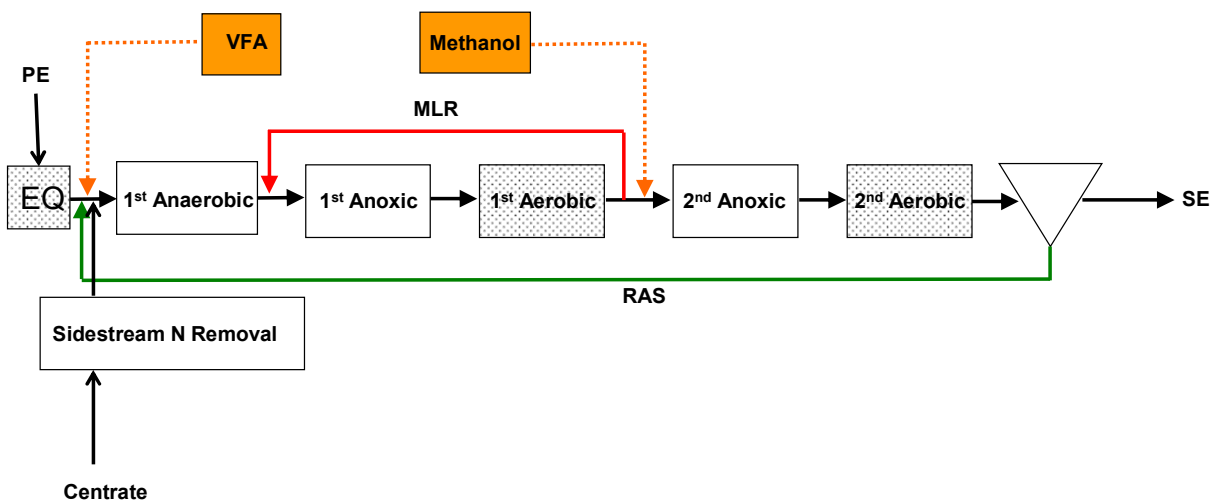 VFA
Methanol
PE
MLR
EQ
1st Anaerobic
1st Anoxic
1st Aerobic
2nd Anoxic
2nd Aerobic
SE
RAS
Sidestream N Removal
Centrate